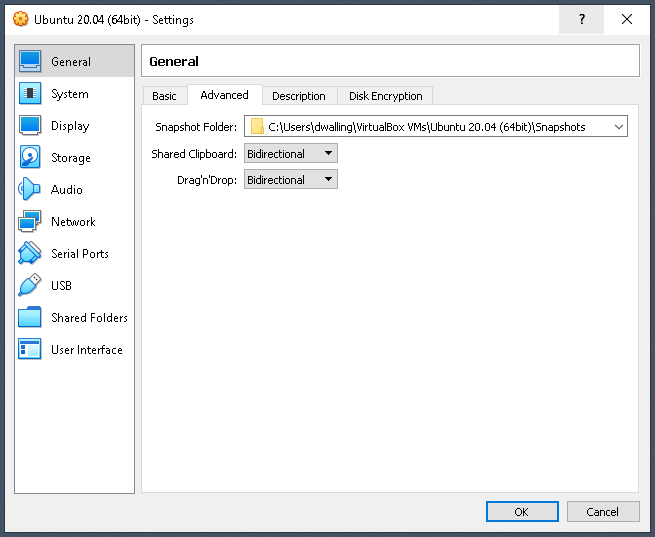 Ubuntu 20.04 (64bit) - Settings
?
General
System
Display
Storage
Audio
Network
Serial Ports
USB
Shared Folders
User Interface
General
Basic Advanced Description Disk Encryption
Snapshot Folder: C:\Users\dwalling\VirtualBox VMs\Ubuntu 20.04 (64bit)\Snapshots
Shared Clipboard: Bidirectional
Drag'n'Drop: Bidirectional
OK Cancel